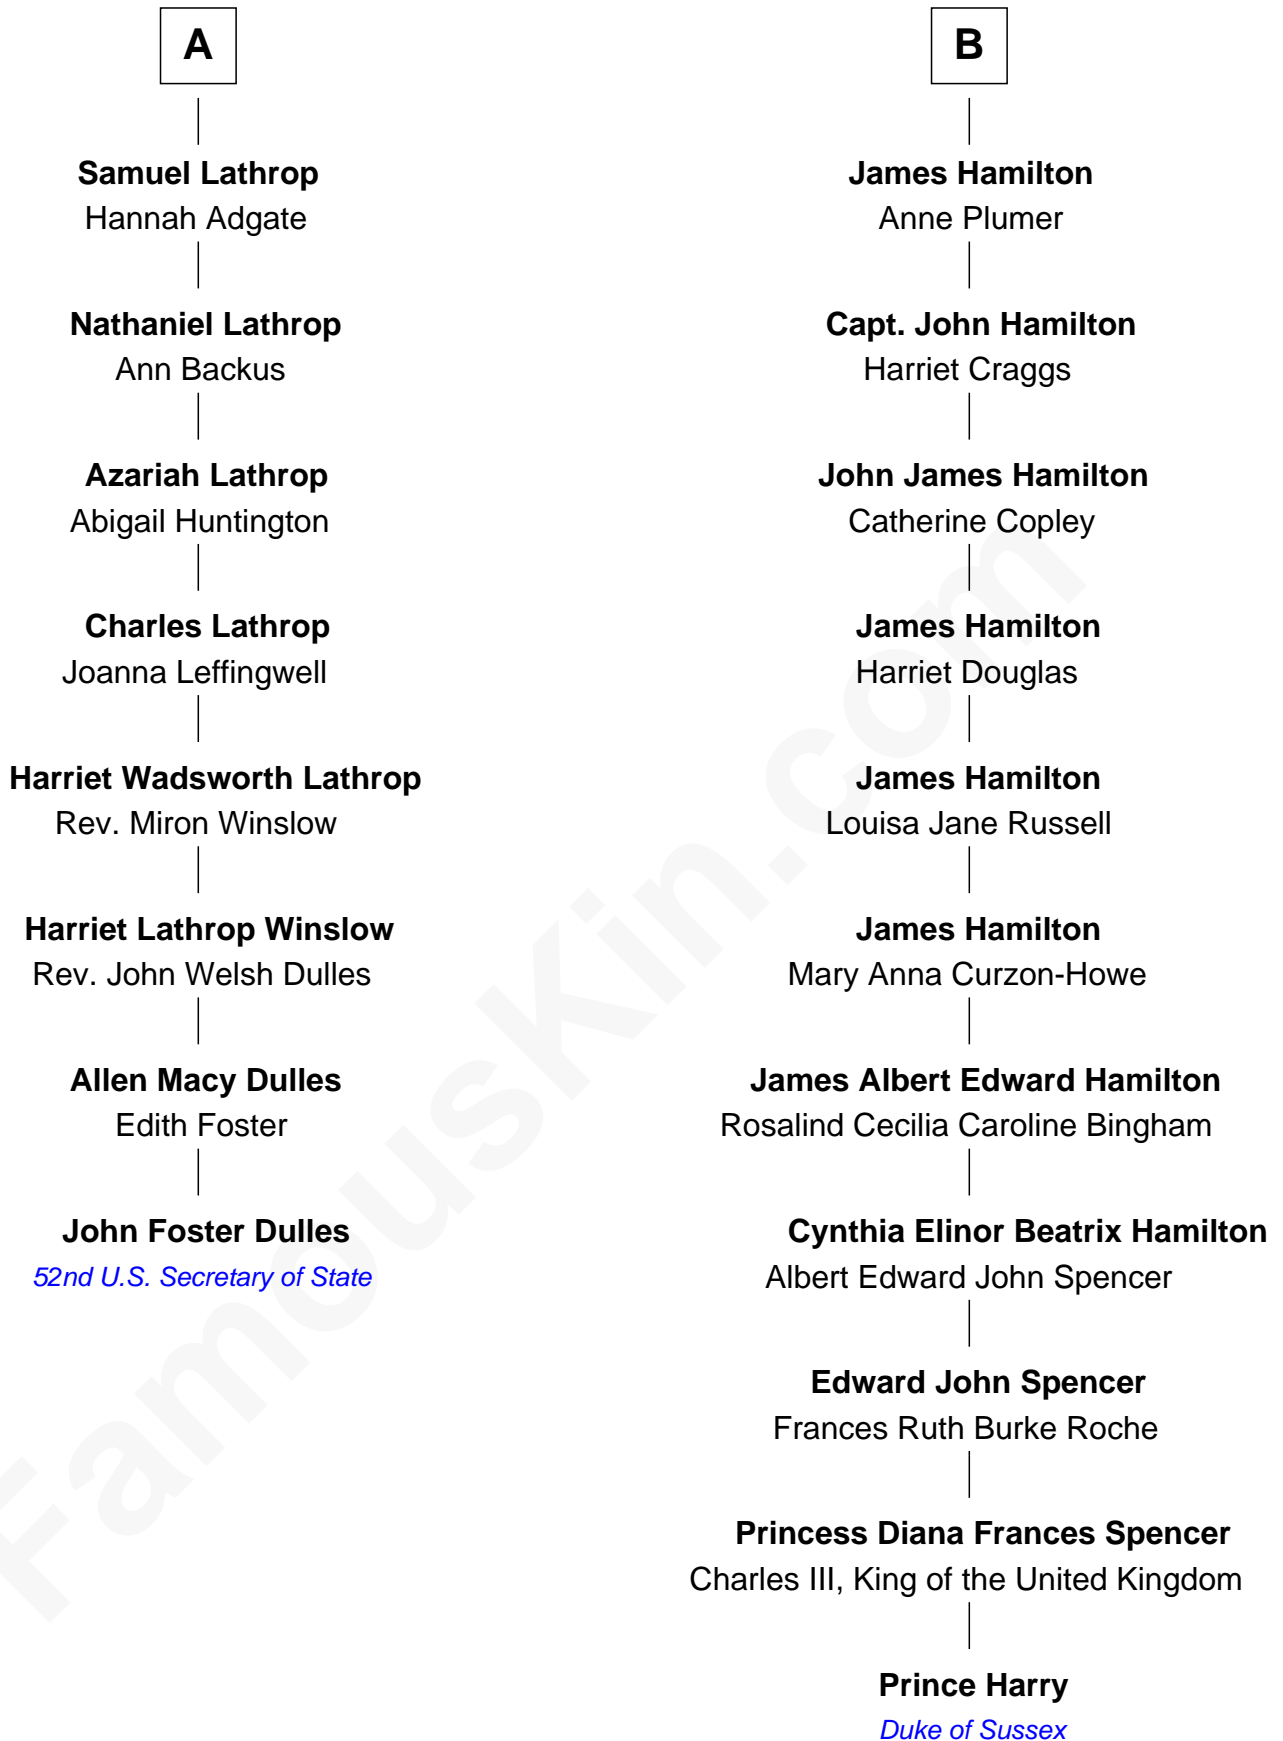 A
Samuel Lathrop
Hannah Adgate
Nathaniel Lathrop
Ann Backus
Azariah Lathrop
Abigail Huntington
Charles Lathrop
Joanna Leffingwell
Harriet Wadsworth Lathrop
Rev. Miron Winslow
Harriet Lathrop Winslow
Rev. John Welsh Dulles
Allen Macy Dulles
Edith Foster
John Foster Dulles
52nd U.S. Secretary of State
B
James Hamilton
Anne Plumer
Capt. John Hamilton
Harriet Craggs
John James Hamilton
Catherine Copley
James Hamilton
Harriet Douglas
James Hamilton
Louisa Jane Russell
James Hamilton
Mary Anna Curzon-Howe
James Albert Edward Hamilton
Rosalind Cecilia Caroline Bingham
Cynthia Elinor Beatrix Hamilton
Albert Edward John Spencer
Edward John Spencer
Frances Ruth Burke Roche
Princess Diana Frances Spencer
Charles III, King of the United Kingdom
Prince Harry
Duke of Sussex
FamousKin.com